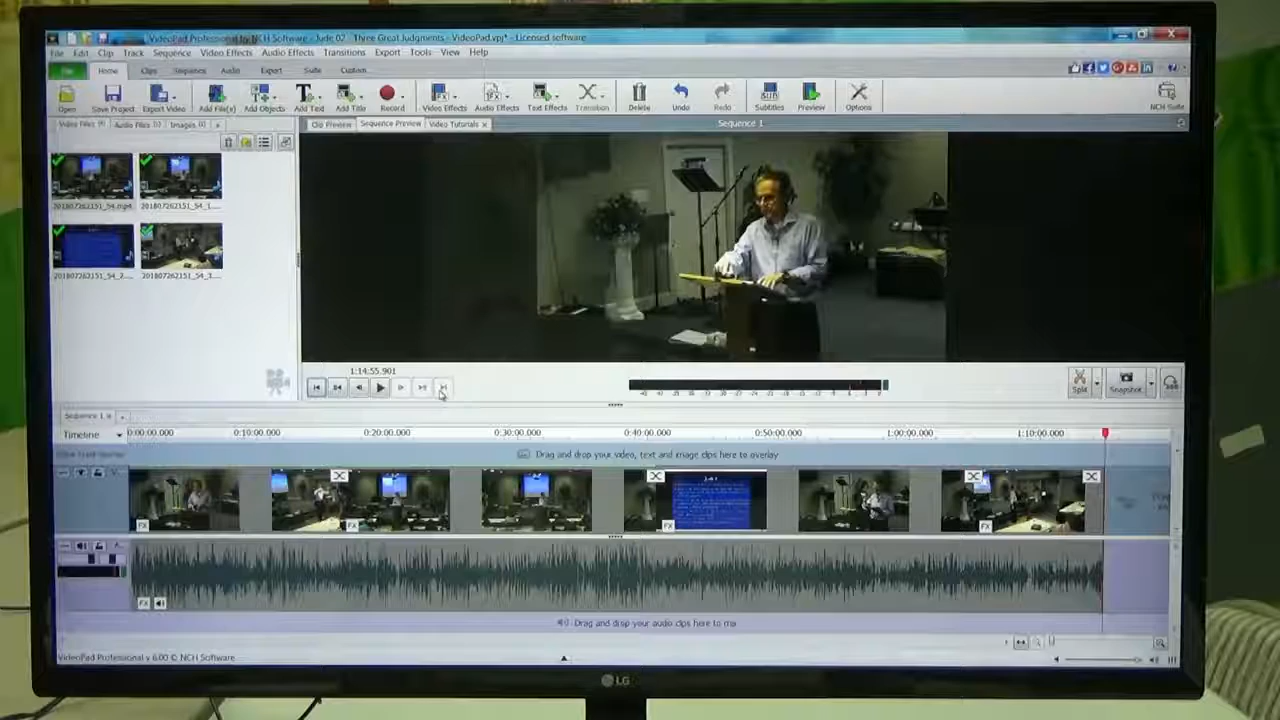 VideoPad Professional by NCH Software - Jude 02 - Three Great Judgments - VideoPad.vpj* - Licensed software
File Edit Clip Track Sequence Video Effects Audio Effects Transitions Export Tools View Help
Home Clips Sequence Audio Export Suite Custom
Open Save Project Export Video Add File(s) Add Objects Add Text Add Title Record Video Effects Audio Effects Text Effects Transition Delete Undo Redo Subtitles Preview Options NCH Suite
Video Files (4) Audio Files (1) Images (1) +
Clip Preview Sequence Preview Video Tutorials x
Sequence 1
201807262151_54.mp4 201807262151_54_1....
201807262151_54_2.... 201807262151_54_3....
1:14:55.901
Split Snapshot
Sequence 1 x +
Timeline
0:00:00.000 0:10:00.000 0:20:00.000 0:30:00.000 0:40:00.000 0:50:00.000 1:00:00.000 1:10:00.000
Drag and drop your video, text and image clips here to overlay
FX FX FX FX
FX
Drag and drop your audio clips here to mix
VideoPad Professional v 6.00 © NCH Software
LG